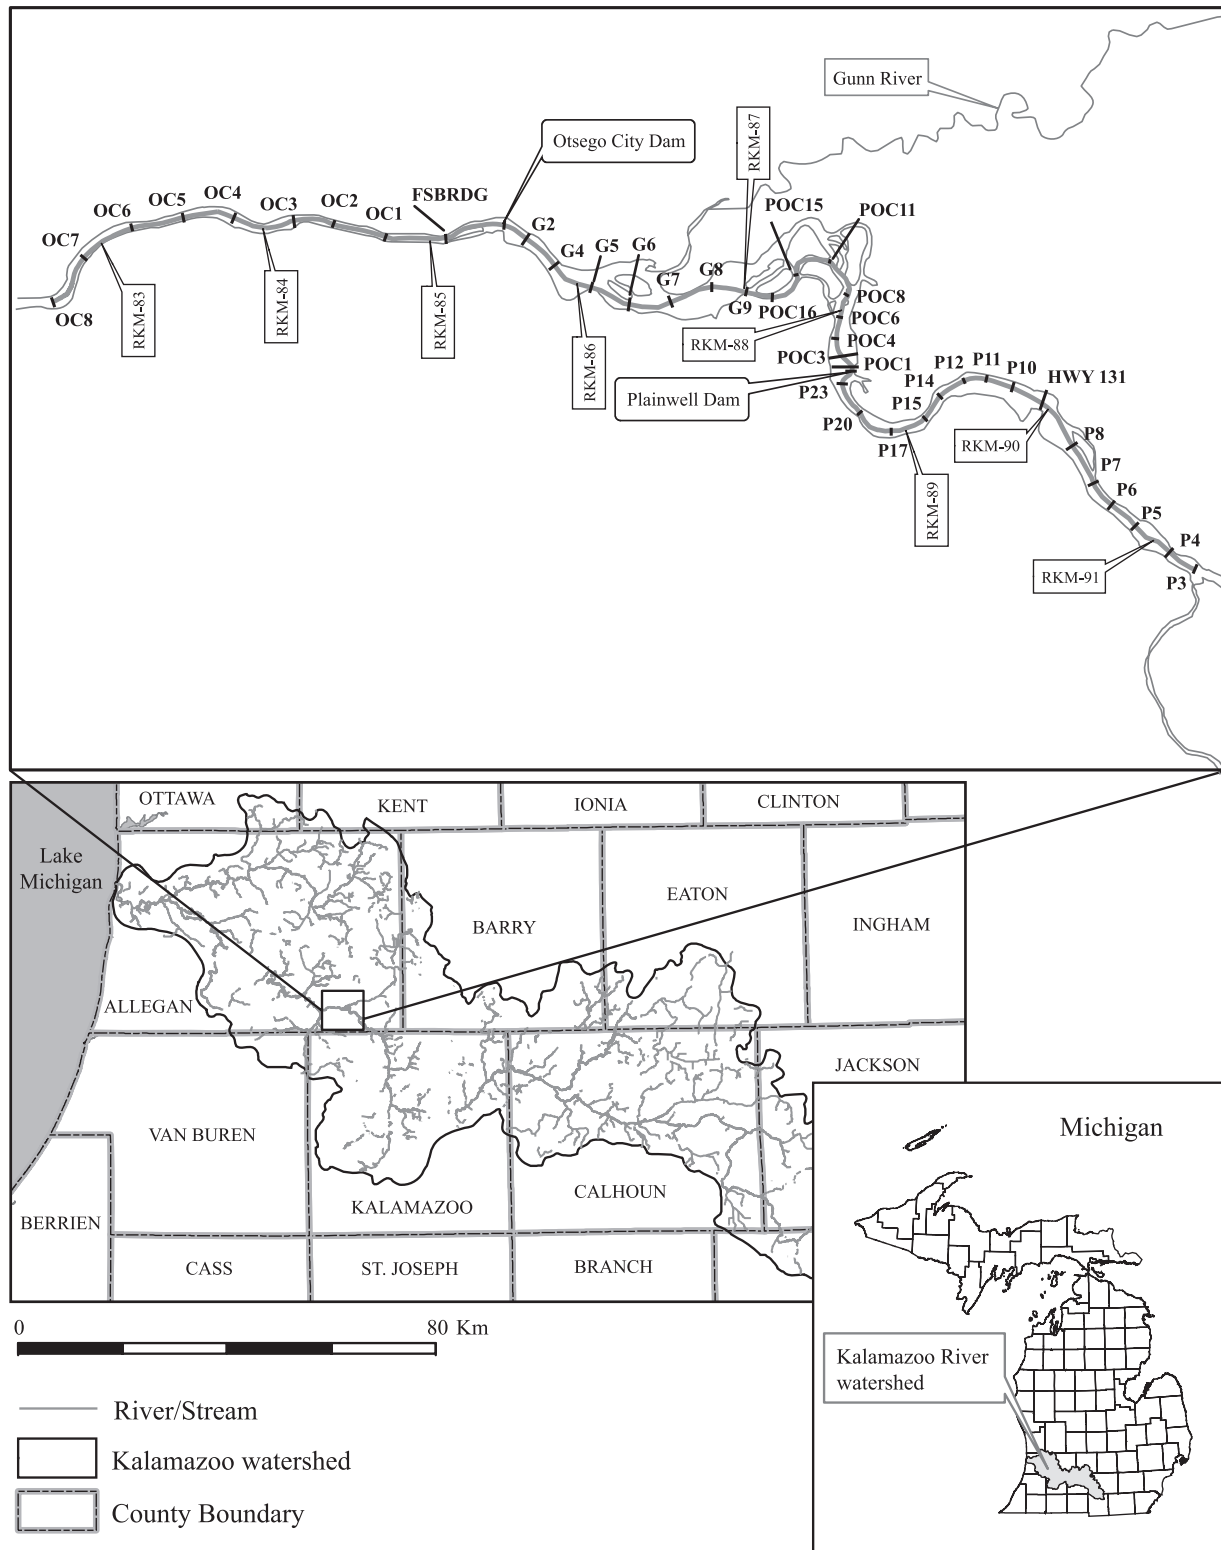 Gunn River
RKM-87
Otsego City Dam
FSBRDG
OC4
OC5
OC6
OC3
OC2
OC1
OC7
OC8
POC15
POC11
G2
G4
G5
G6
G7
G8
G9
POC16
POC8
POC6
POC4
POC3
POC1
RKM-83
RKM-84
RKM-85
RKM-86
RKM-88
Plainwell Dam
P23
P20
P17
P15
P14
P12
P11
P10
HWY 131
RKM-89
RKM-90
P8
P7
P6
P5
P4
P3
RKM-91
OTTAWA
KENT
IONIA
CLINTON
Lake
Michigan
BARRY
EATON
INGHAM
ALLEGAN
JACKSON
VAN BUREN
KALAMAZOO
CALHOUN
BERRIEN
CASS
ST. JOSEPH
BRANCH
Michigan
Kalamazoo River
watershed
0
80 Km
River/Stream
Kalamazoo watershed
County Boundary